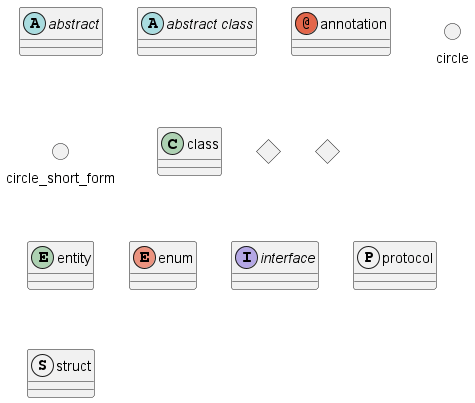 A abstract
A abstract class
@ annotation
circle
circle_short_form
C class
E entity
E enum
I interface
P protocol
S struct